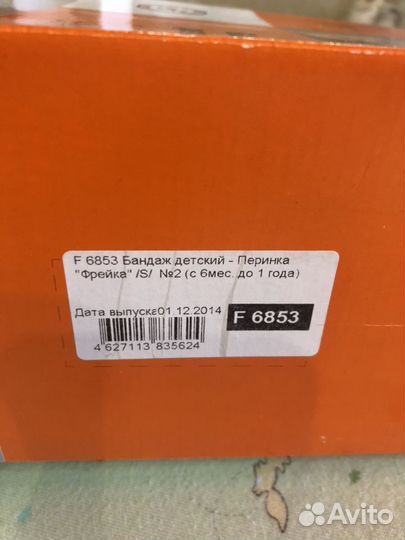 F 6853 Бандаж детский - Перинка
"Фрейка" /S/ №2 (с 6мес. до 1 года)
Дата выпуска01.12.2014
F 6853
4 627113 835624
Avito